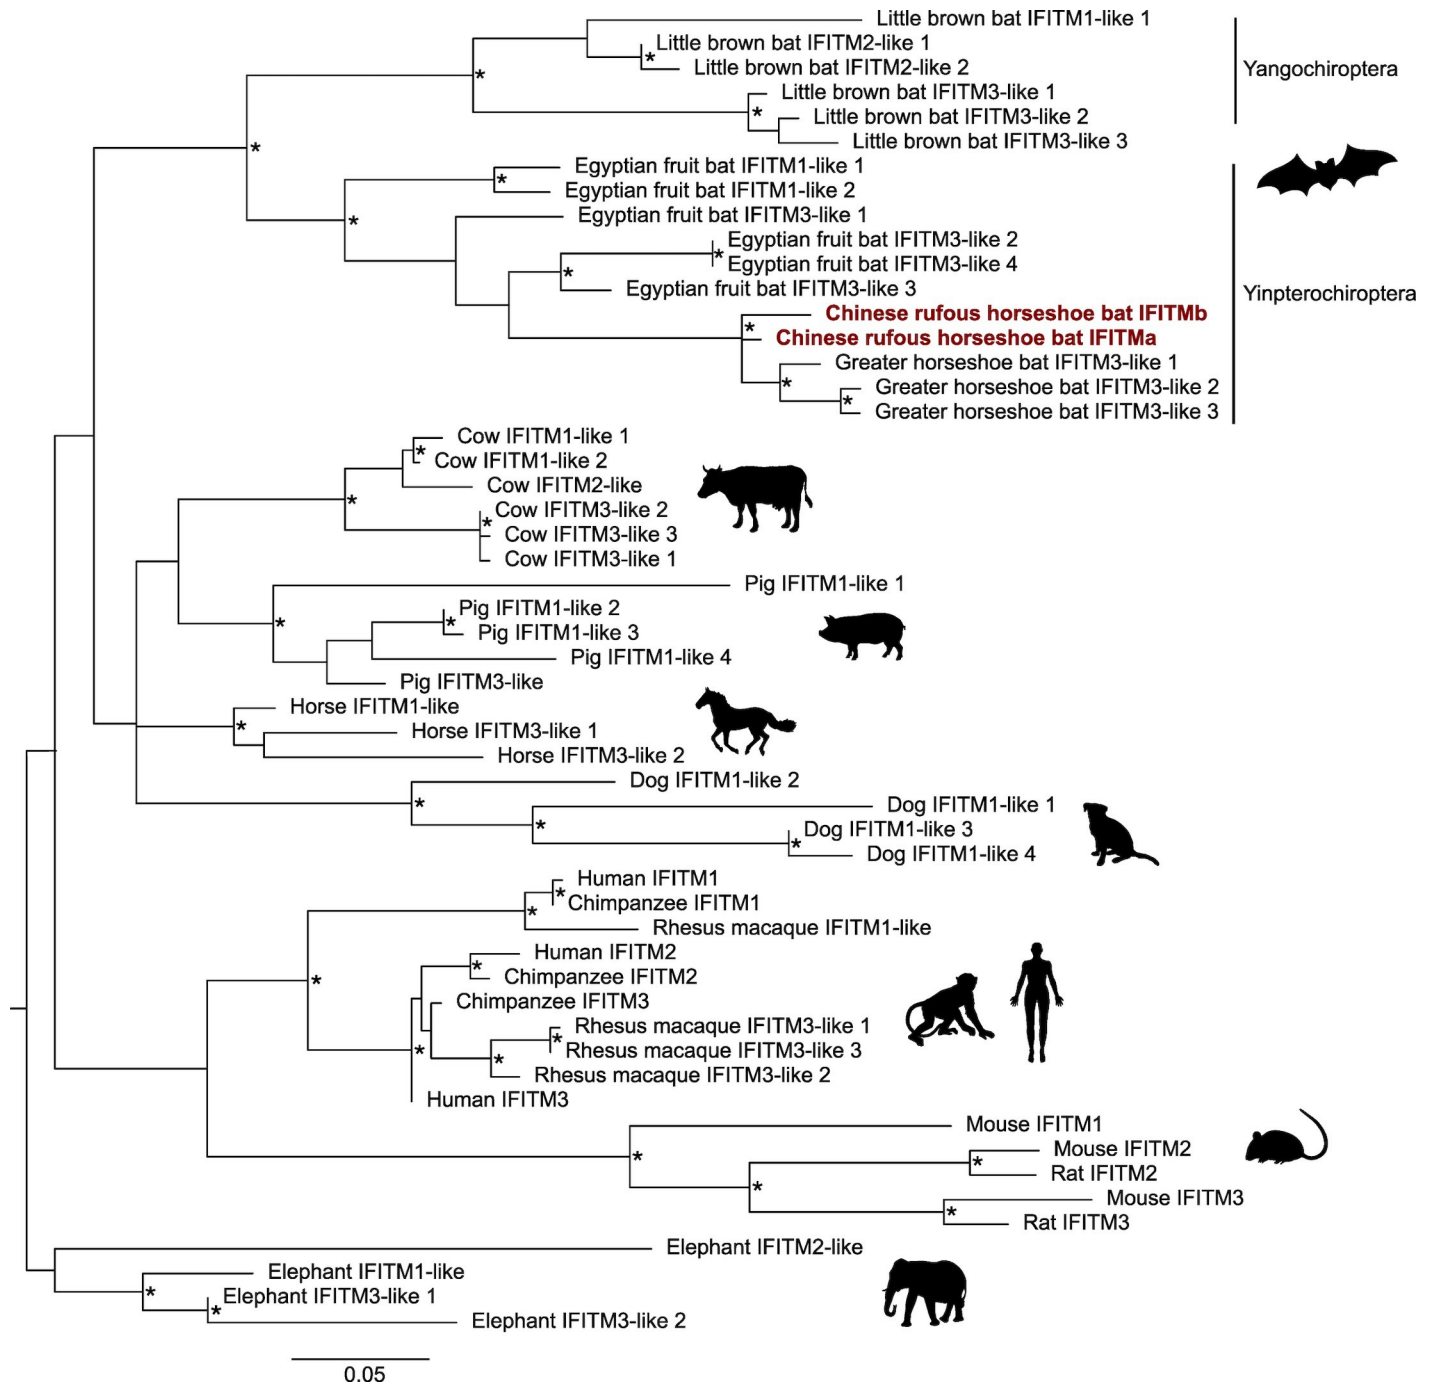 Little brown bat IFITM1-like 1
Little brown bat IFITM2-like 1
*
Little brown bat IFITM2-like 2
Yangochiroptera
*
Little brown bat IFITM3-like 1
*
Little brown bat IFITM3-like 2
Little brown bat IFITM3-like 3
*
Egyptian fruit bat IFITM1-like 1
*
Egyptian fruit bat IFITM1-like 2
Egyptian fruit bat IFITM3-like 1
*
Egyptian fruit bat IFITM3-like 2
*
Egyptian fruit bat IFITM3-like 4
*
Egyptian fruit bat IFITM3-like 3
Yinpterochiroptera
Chinese rufous horseshoe bat IFITMb
*
Chinese rufous horseshoe bat IFITMa
Greater horseshoe bat IFITM3-like 1
*
Greater horseshoe bat IFITM3-like 2
*
Greater horseshoe bat IFITM3-like 3
Cow IFITM1-like 1
*
Cow IFITM1-like 2
Cow IFITM2-like
*
Cow IFITM3-like 2
*
Cow IFITM3-like 3
Cow IFITM3-like 1
Pig IFITM1-like 1
*
Pig IFITM1-like 2
*
Pig IFITM1-like 3
Pig IFITM1-like 4
Pig IFITM3-like
Horse IFITM1-like
*
Horse IFITM3-like 1
Horse IFITM3-like 2
Dog IFITM1-like 2
*
Dog IFITM1-like 1
*
Dog IFITM1-like 3
*
Dog IFITM1-like 4
Human IFITM1
*
Chimpanzee IFITM1
*
Rhesus macaque IFITM1-like
Human IFITM2
*
Chimpanzee IFITM2
*
Chimpanzee IFITM3
Rhesus macaque IFITM3-like 1
*
Rhesus macaque IFITM3-like 3
*
*
Rhesus macaque IFITM3-like 2
Human IFITM3
Mouse IFITM1
*
Mouse IFITM2
*
Rat IFITM2
*
Mouse IFITM3
*
Rat IFITM3
Elephant IFITM2-like
Elephant IFITM1-like
*
Elephant IFITM3-like 1
*
Elephant IFITM3-like 2
0.05